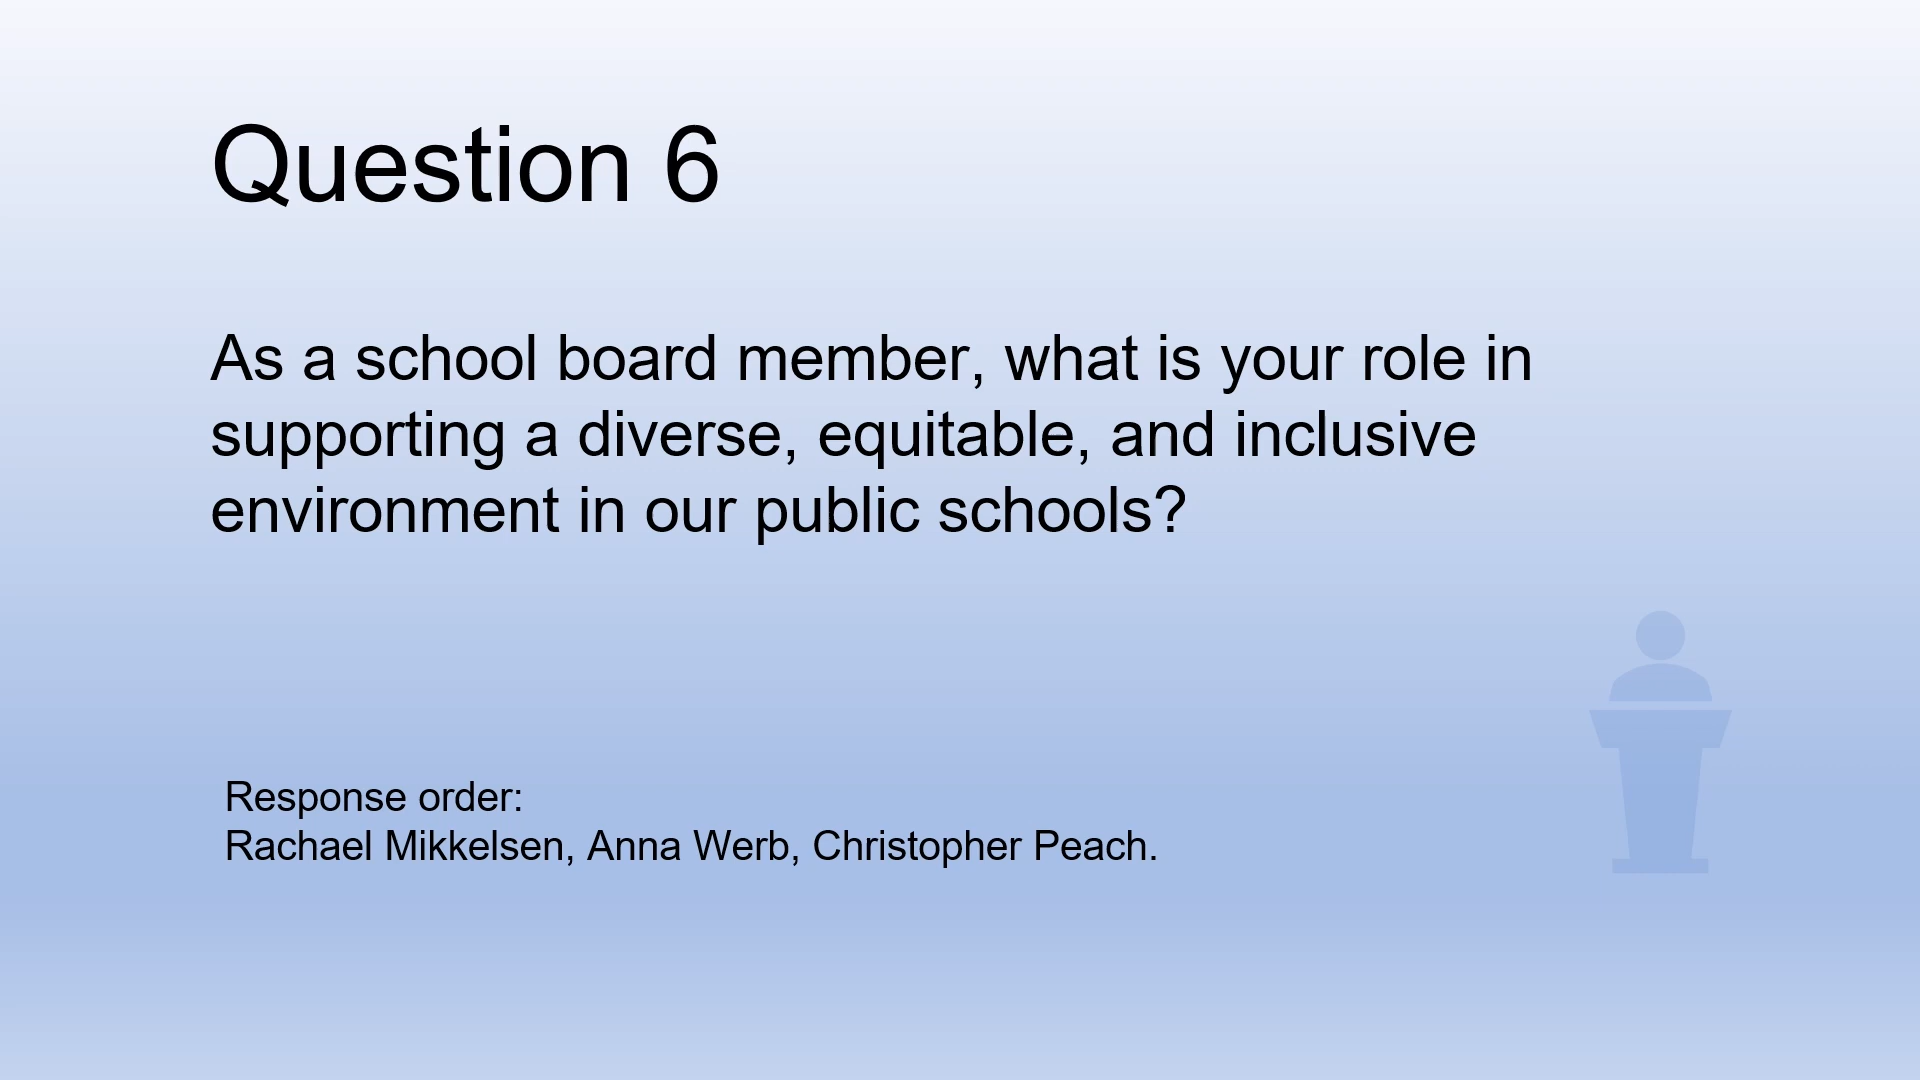 Question 6
As a school board member, what is your role in
supporting a diverse, equitable, and inclusive
environment in our public schools?
Response order:
Rachael Mikkelsen, Anna Werb, Christopher Peach.